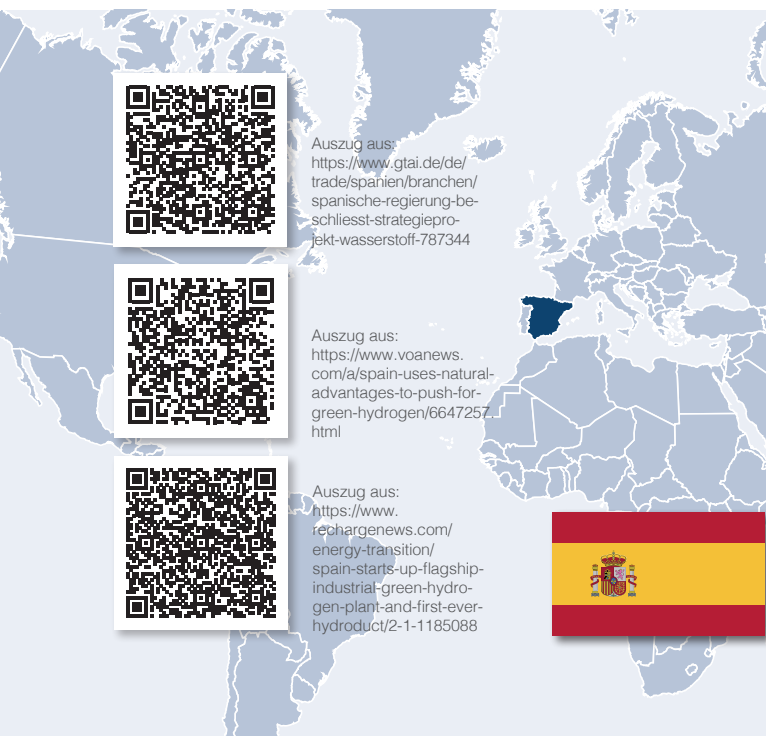 Auszug aus:
https://www.gtai.de/de/
trade/spanien/branchen/
spanische-regierung-be-
schliesst-strategiepro-
jekt-wasserstoff-787344
Auszug aus:
https://www.voanews.
com/a/spain-uses-natural-
advantages-to-push-for-
green-hydrogen/6647257.
html
Auszug aus:
https://www.
rechargenews.com/
energy-transition/
spain-starts-up-flagship-
industrial-green-hydro-
gen-plant-and-first-ever-
hydroduct/2-1-1185088